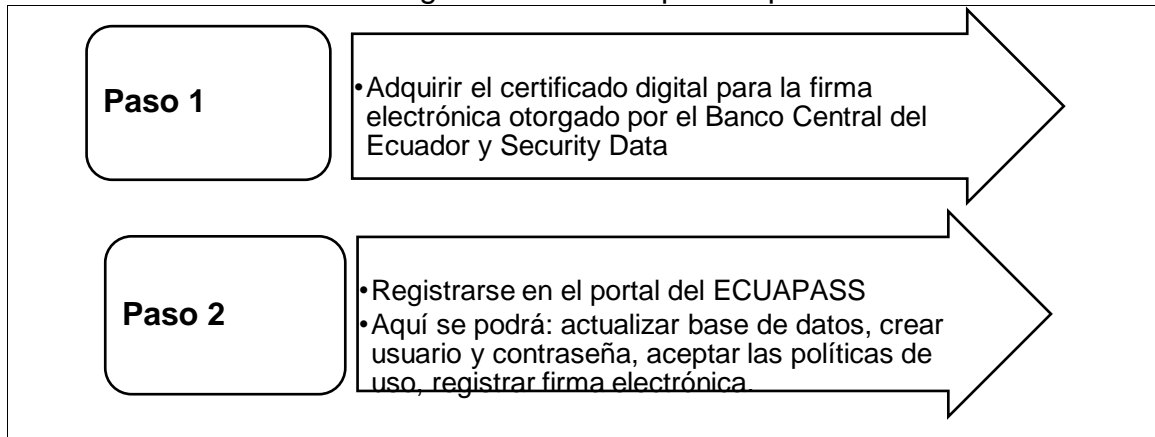 Paso 1
•Adquirir el certificado digital para la firma
electrónica otorgado por el Banco Central del
Ecuador y Security Data
Paso 2
•Registrarse en el portal del ECUAPASS
•Aquí se podrá: actualizar base de datos, crear
usuario y contraseña, aceptar las políticas de
uso, registrar firma electrónica.